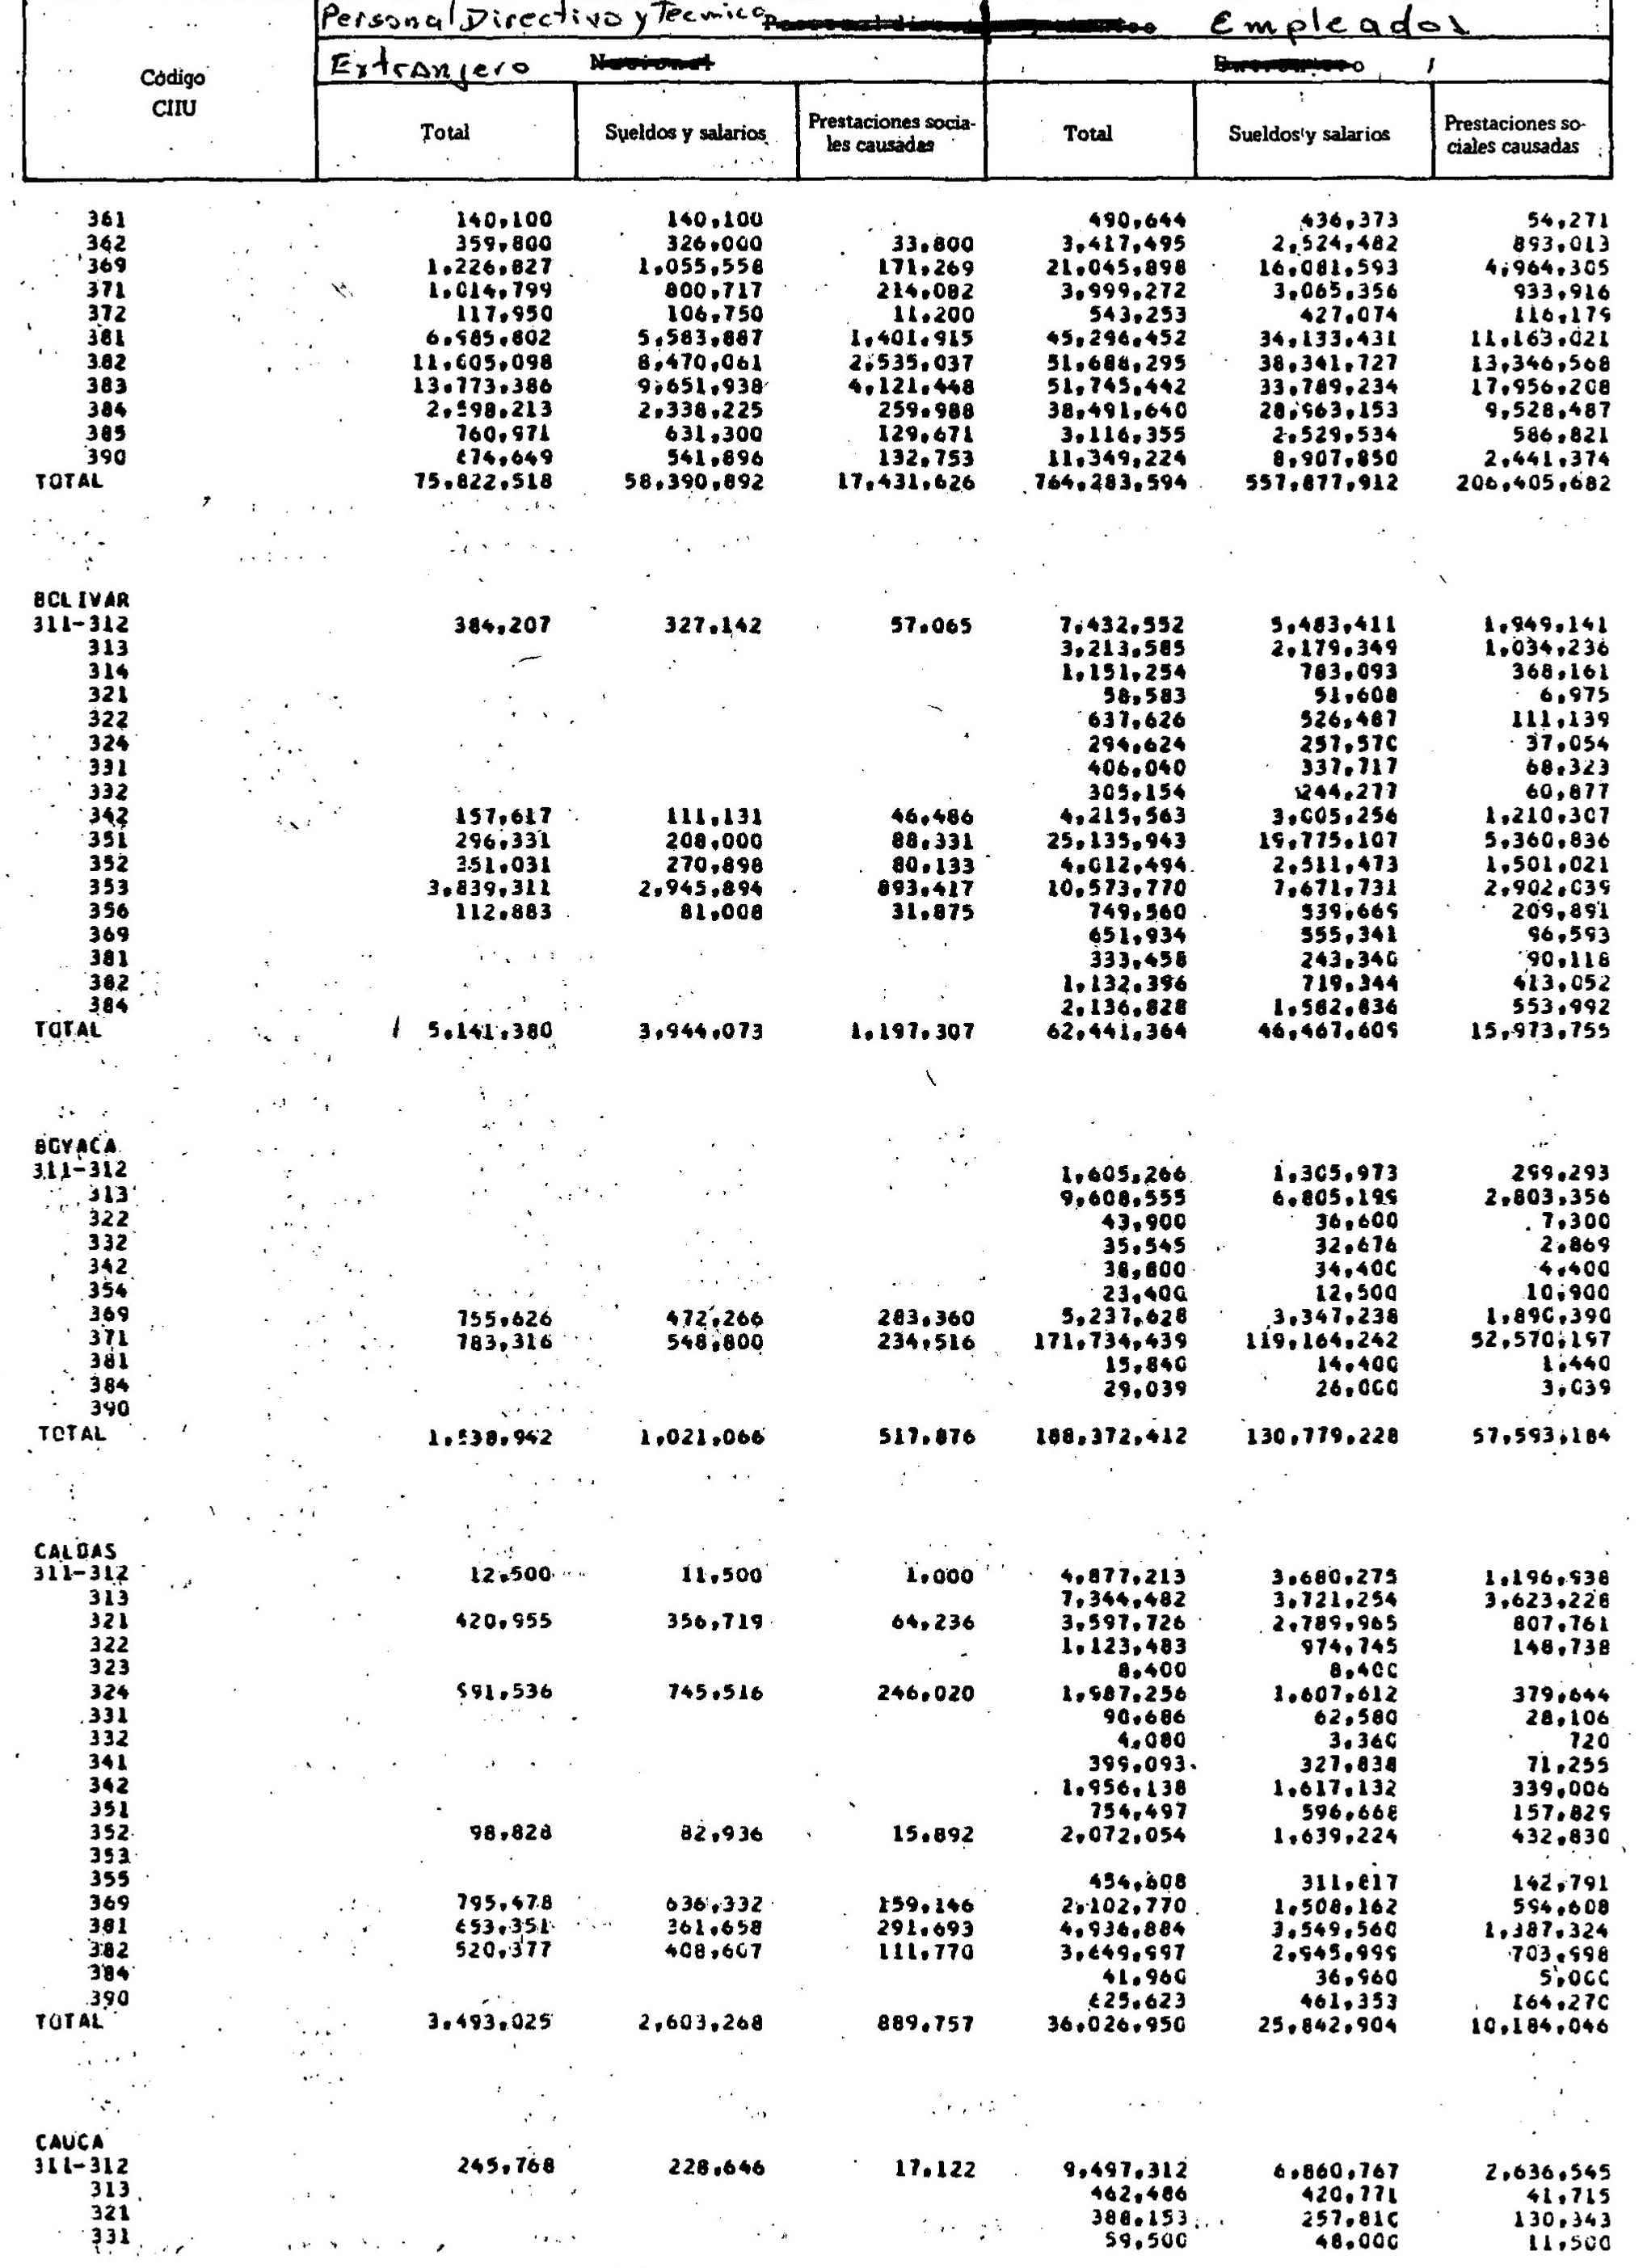 Personal Directivo y Tecnico Empleados
Extranjero Nacional
Código CIIU Total Sueldos y salarios Prestaciones sociales causadas Total Sueldos y salarios Prestaciones sociales causadas
361 140,100 140,100 490,644 436,373 54,271
362 359,800 326,000 33,800 3,417,495 2,524,482 893,013
369 1,226,827 1,055,558 171,269 21,045,898 16,081,593 4,964,305
371 1,014,799 800,717 214,082 3,999,272 3,065,356 933,916
372 117,950 106,750 11,200 543,253 427,074 116,179
381 6,985,802 5,583,887 1,401,915 45,296,452 34,133,431 11,163,021
382 11,005,098 8,470,061 2,535,037 51,688,295 38,341,727 13,346,568
383 13,773,386 9,651,938 4,121,448 51,745,442 33,789,234 17,956,208
384 2,598,213 2,338,225 259,988 38,491,640 28,963,153 9,528,487
385 760,971 631,300 129,671 3,116,355 2,529,534 586,821
390 674,649 541,896 132,753 11,349,224 8,907,850 2,441,374
TOTAL 75,822,518 58,390,892 17,431,626 764,283,594 557,877,912 206,405,682
BOLIVAR
311-312 384,207 327,142 57,065 7,432,552 5,483,411 1,949,141
313 3,213,585 2,179,349 1,034,236
314 1,151,254 783,093 368,161
321 58,583 51,608 6,975
322 637,626 526,487 111,139
324 294,624 257,570 37,054
331 406,040 337,717 68,323
332 305,154 244,277 60,877
342 157,617 111,131 46,486 4,215,563 3,005,256 1,210,307
351 296,331 208,000 88,331 25,135,943 19,775,107 5,360,836
352 351,031 270,898 80,133 4,012,494 2,511,473 1,501,021
353 3,839,311 2,945,894 893,417 10,573,770 7,671,731 2,902,039
356 112,883 81,008 31,875 749,560 539,669 209,891
369 651,934 555,341 96,593
381 333,458 243,340 90,118
382 1,132,396 719,344 413,052
384 2,136,828 1,582,836 553,992
TOTAL 5,141,380 3,944,073 1,197,307 62,441,364 46,467,609 15,973,755
BOYACA
311-312 1,605,266 1,305,973 299,293
313 9,608,555 6,805,199 2,803,356
322 43,900 36,600 7,300
332 35,545 32,676 2,869
342 38,800 34,400 4,400
354 23,400 12,500 10,900
369 755,626 472,266 283,360 5,237,628 3,347,238 1,890,390
371 783,316 548,800 234,516 171,734,439 119,164,242 52,570,197
381 15,840 14,400 1,440
384 29,039 26,000 3,039
390
TOTAL 1,538,942 1,021,066 517,876 188,372,412 130,779,228 57,593,184
CALDAS
311-312 12,500 11,500 1,000 4,877,213 3,680,275 1,196,938
313 7,344,482 3,721,254 3,623,228
321 420,955 356,719 64,236 3,597,726 2,789,965 807,761
322 1,123,483 974,745 148,738
323 8,400 8,400
324 991,536 745,516 246,020 1,987,256 1,607,612 379,644
331 90,686 62,580 28,106
332 4,080 3,360 720
341 399,093 327,838 71,255
342 1,956,138 1,617,132 339,006
351 754,497 596,668 157,829
352 98,828 82,936 15,892 2,072,054 1,639,224 432,830
353
355 454,608 311,817 142,791
369 795,478 636,332 159,146 2,102,770 1,508,162 594,608
381 653,351 361,658 291,693 4,936,884 3,549,560 1,387,324
382 520,377 408,607 111,770 3,649,997 2,945,999 703,998
384 41,960 36,960 5,000
390 625,623 461,353 164,270
TOTAL 3,493,025 2,603,268 889,757 36,026,950 25,842,904 10,184,046
CAUCA
311-312 245,768 228,646 17,122 9,497,312 6,860,767 2,636,545
313 462,486 420,771 41,715
321 388,153 257,810 130,343
331 59,500 48,000 11,500